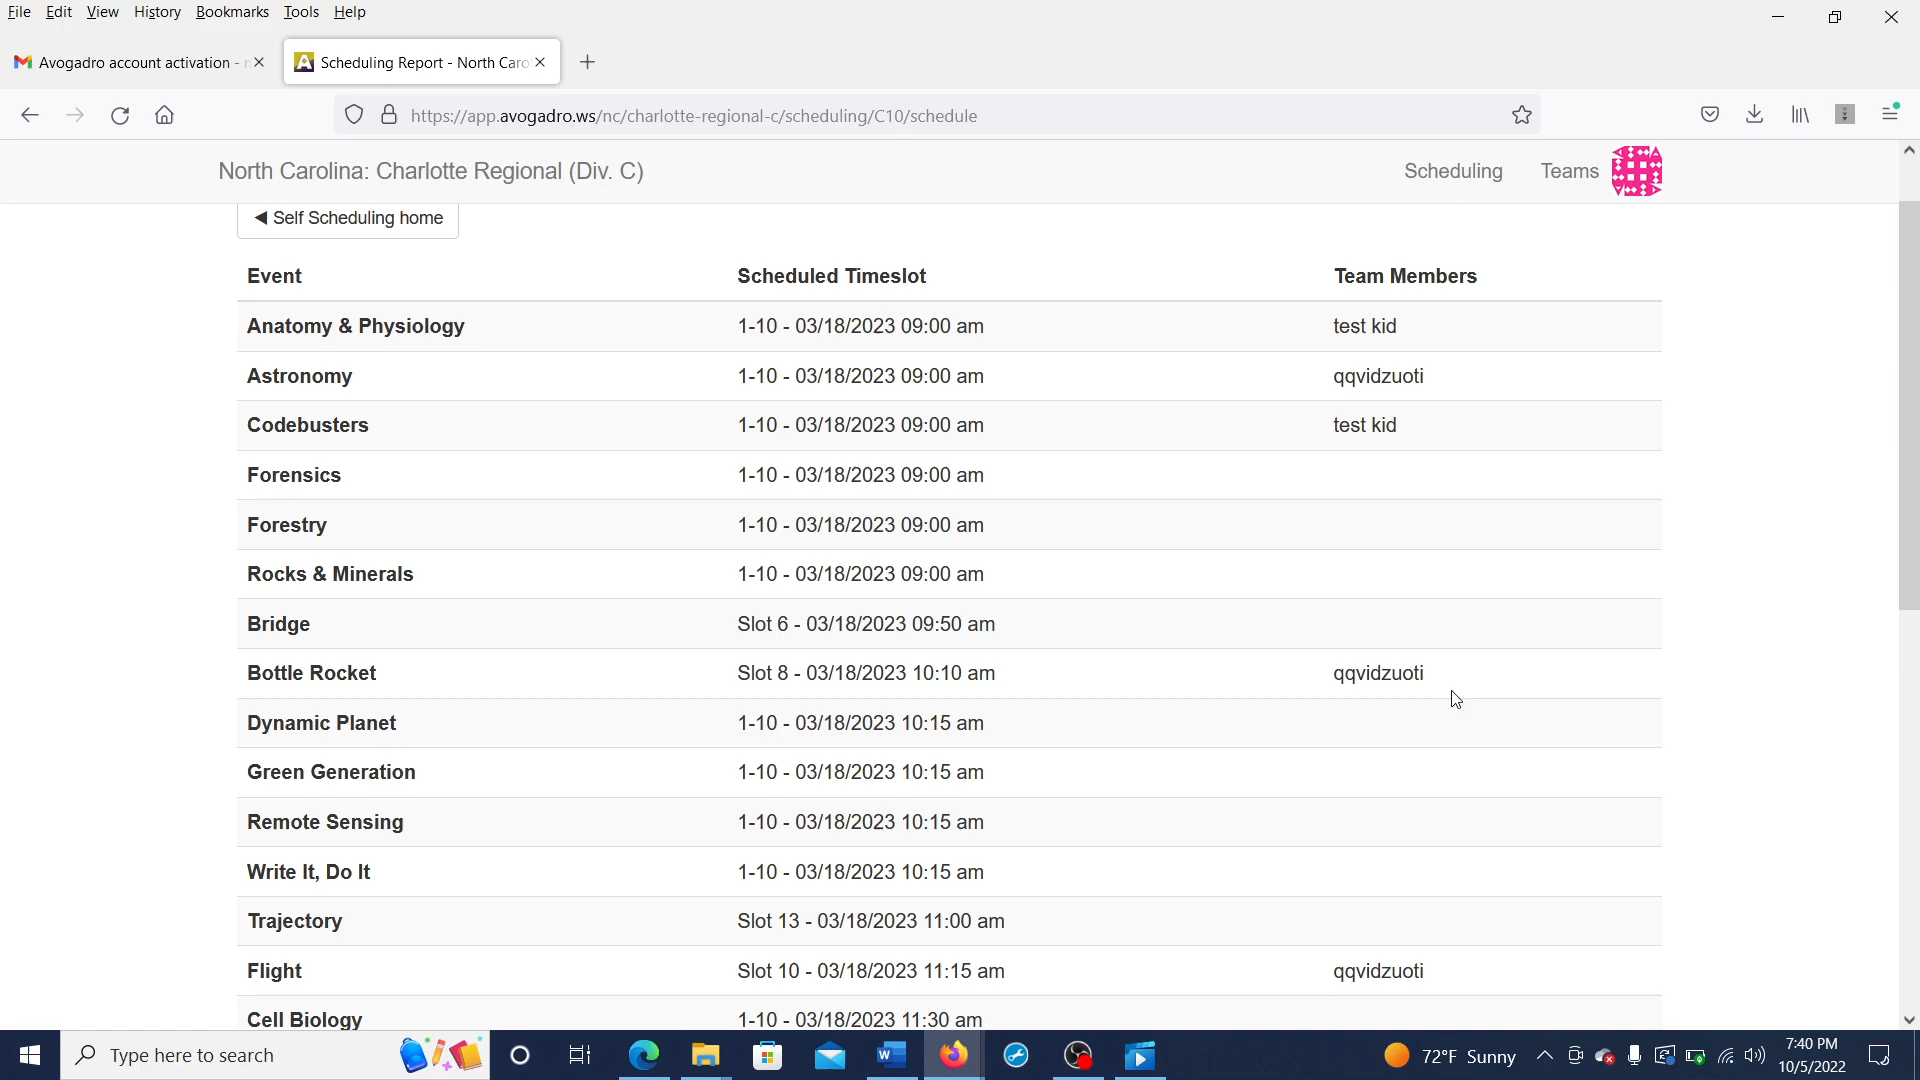 File Edit View History Bookmarks Tools Help
Avogadro account activation -
Scheduling Report - North Caro
https://app.avogadro.ws/nc/charlotte-regional-c/scheduling/C10/schedule
North Carolina: Charlotte Regional (Div. C) Scheduling Teams
◀ Self Scheduling home
Event Scheduled Timeslot Team Members
Anatomy & Physiology 1-10 - 03/18/2023 09:00 am test kid
Astronomy 1-10 - 03/18/2023 09:00 am qqvidzuoti
Codebusters 1-10 - 03/18/2023 09:00 am test kid
Forensics 1-10 - 03/18/2023 09:00 am
Forestry 1-10 - 03/18/2023 09:00 am
Rocks & Minerals 1-10 - 03/18/2023 09:00 am
Bridge Slot 6 - 03/18/2023 09:50 am
Bottle Rocket Slot 8 - 03/18/2023 10:10 am qqvidzuoti
Dynamic Planet 1-10 - 03/18/2023 10:15 am
Green Generation 1-10 - 03/18/2023 10:15 am
Remote Sensing 1-10 - 03/18/2023 10:15 am
Write It, Do It 1-10 - 03/18/2023 10:15 am
Trajectory Slot 13 - 03/18/2023 11:00 am
Flight Slot 10 - 03/18/2023 11:15 am qqvidzuoti
Cell Biology 1-10 - 03/18/2023 11:30 am
Type here to search
72°F Sunny
7:40 PM
10/5/2022